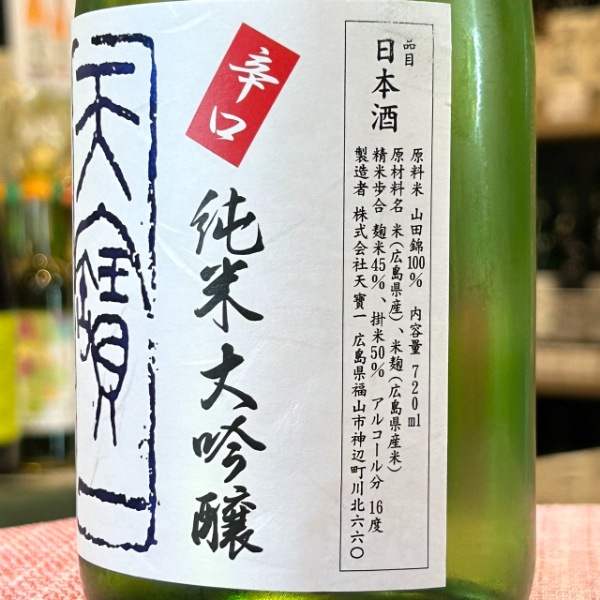 品目
日本酒
原料米 山田錦100% 内容量 720ml
原材料名 米(広島県産)、米麹(広島県産米)
精米歩合 麹米45%、掛米50% アルコール分 16度
製造者 株式会社天寶一 広島県福山市神辺町川北六六〇
辛口
純米大吟醸
天寶一